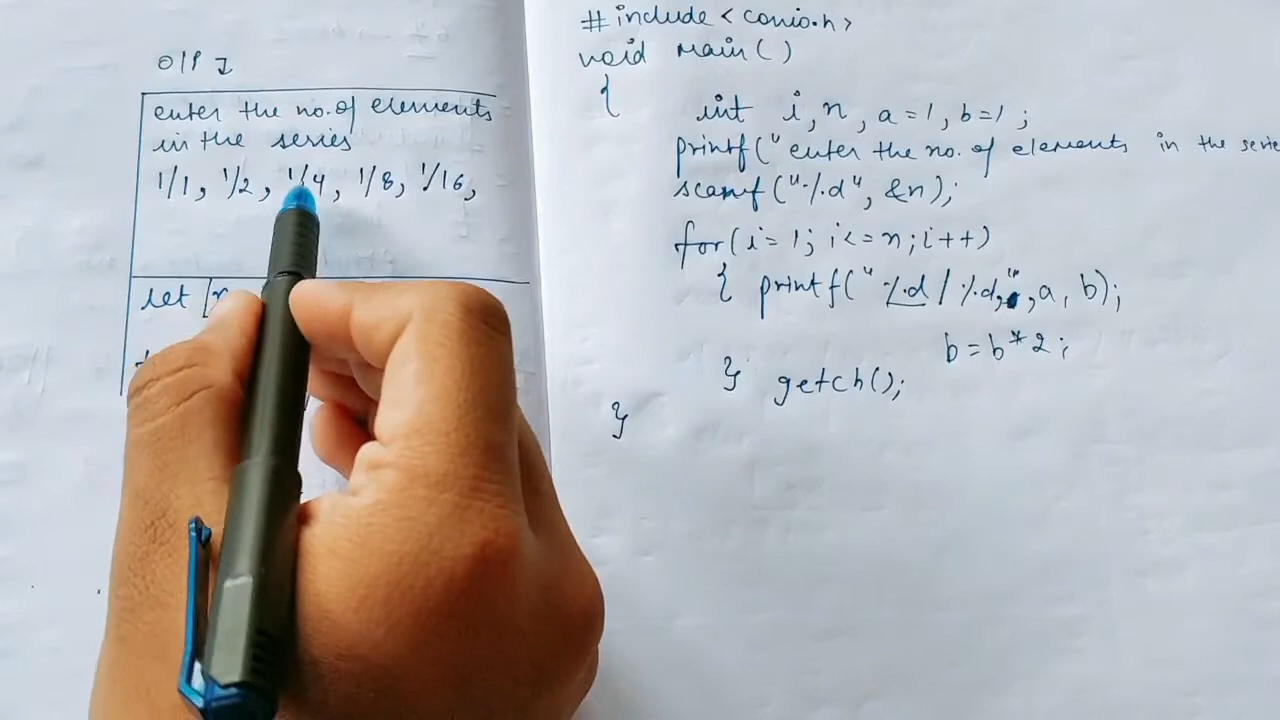 O/P
enter the no. of elements
in the series
1/1, 1/2, 1/4, 1/8, 1/16,
let
#include <conio.h>
void main()
{ int i, n, a=1, b=1;
printf("enter the no. of elements in the serie
scanf("%d", &n);
for(i=1; i<=n; i++)
{ printf("%d/%d,", a, b);
b=b*2;
} getch();
}